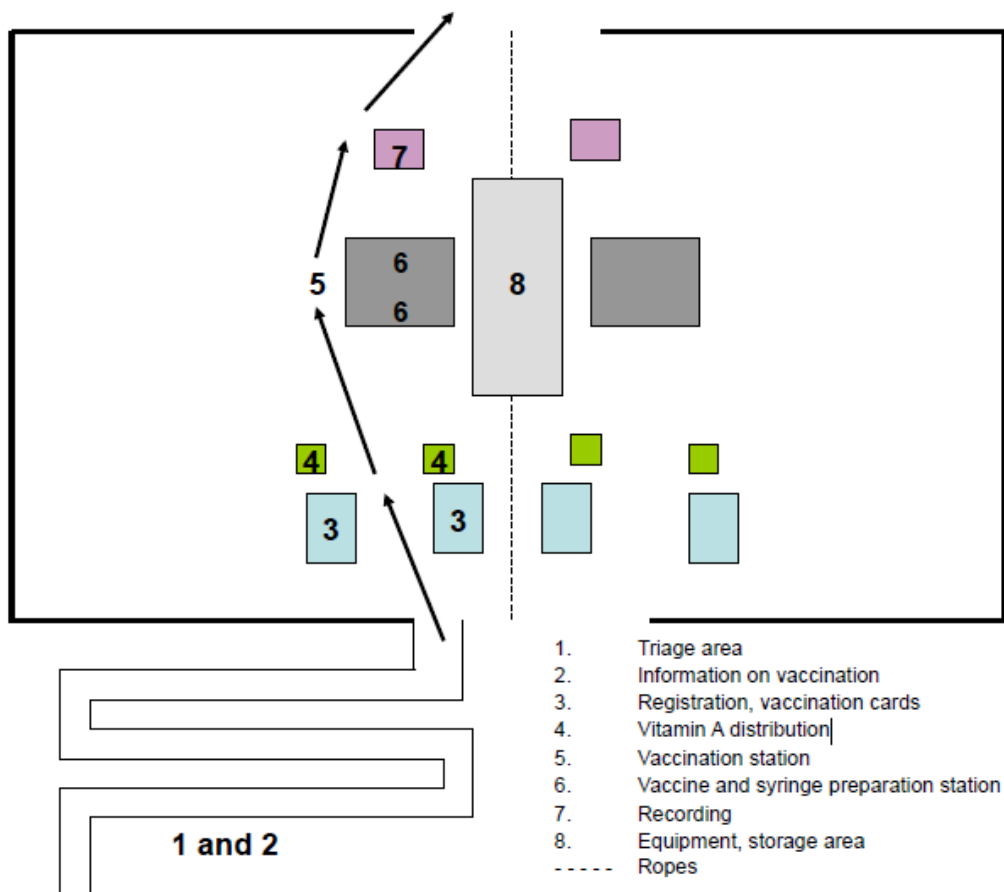 7
6
5
8
6
4
4
3
3
1 and 2
1. Triage area
2. Information on vaccination
3. Registration, vaccination cards
4. Vitamin A distribution
5. Vaccination station
6. Vaccine and syringe preparation station
7. Recording
8. Equipment, storage area
- - - - - Ropes